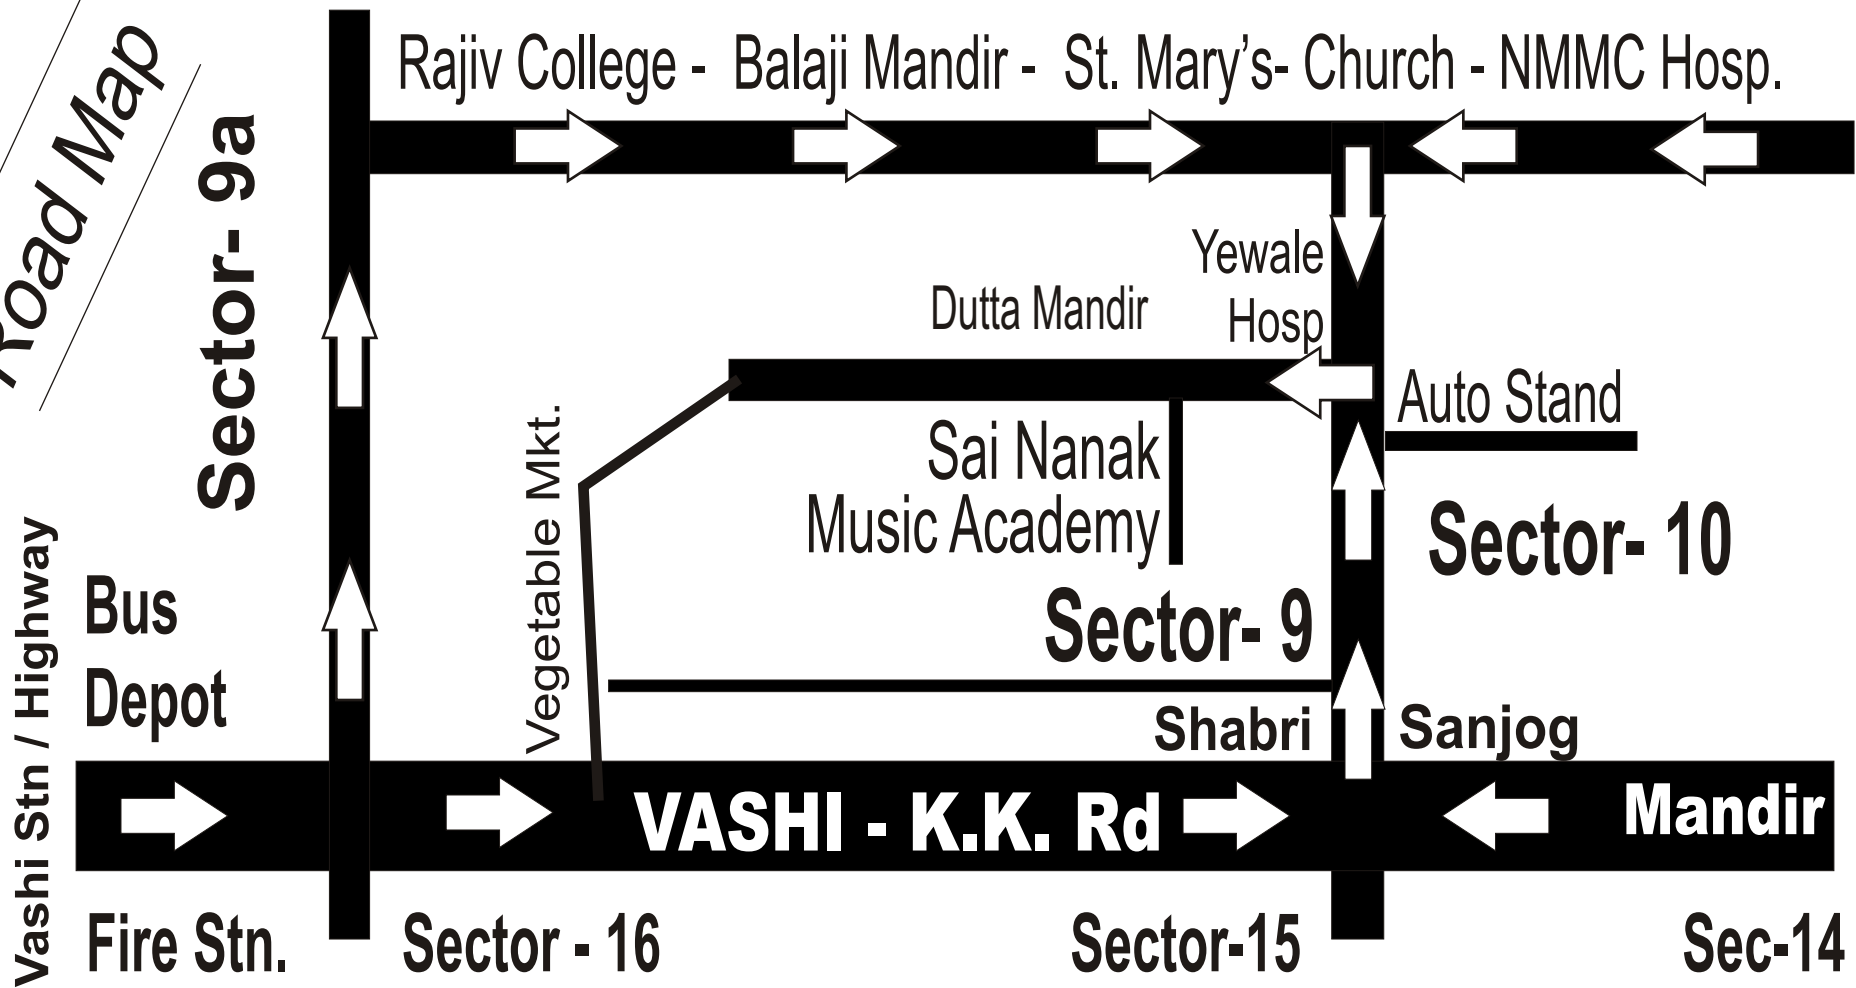 Road Map
Rajiv College - Balaji Mandir - St. Mary's- Church - NMMC Hosp.
Sector- 9a
Yewale
Hosp
Dutta Mandir
Auto Stand
Sai Nanak
Music Academy
Vegetable Mkt.
Sector- 10
Sector- 9
Bus
Depot
Vashi Stn / Highway
Shabri
Sanjog
VASHI - K.K. Rd
Mandir
Fire Stn.
Sector - 16
Sector-15
Sec-14